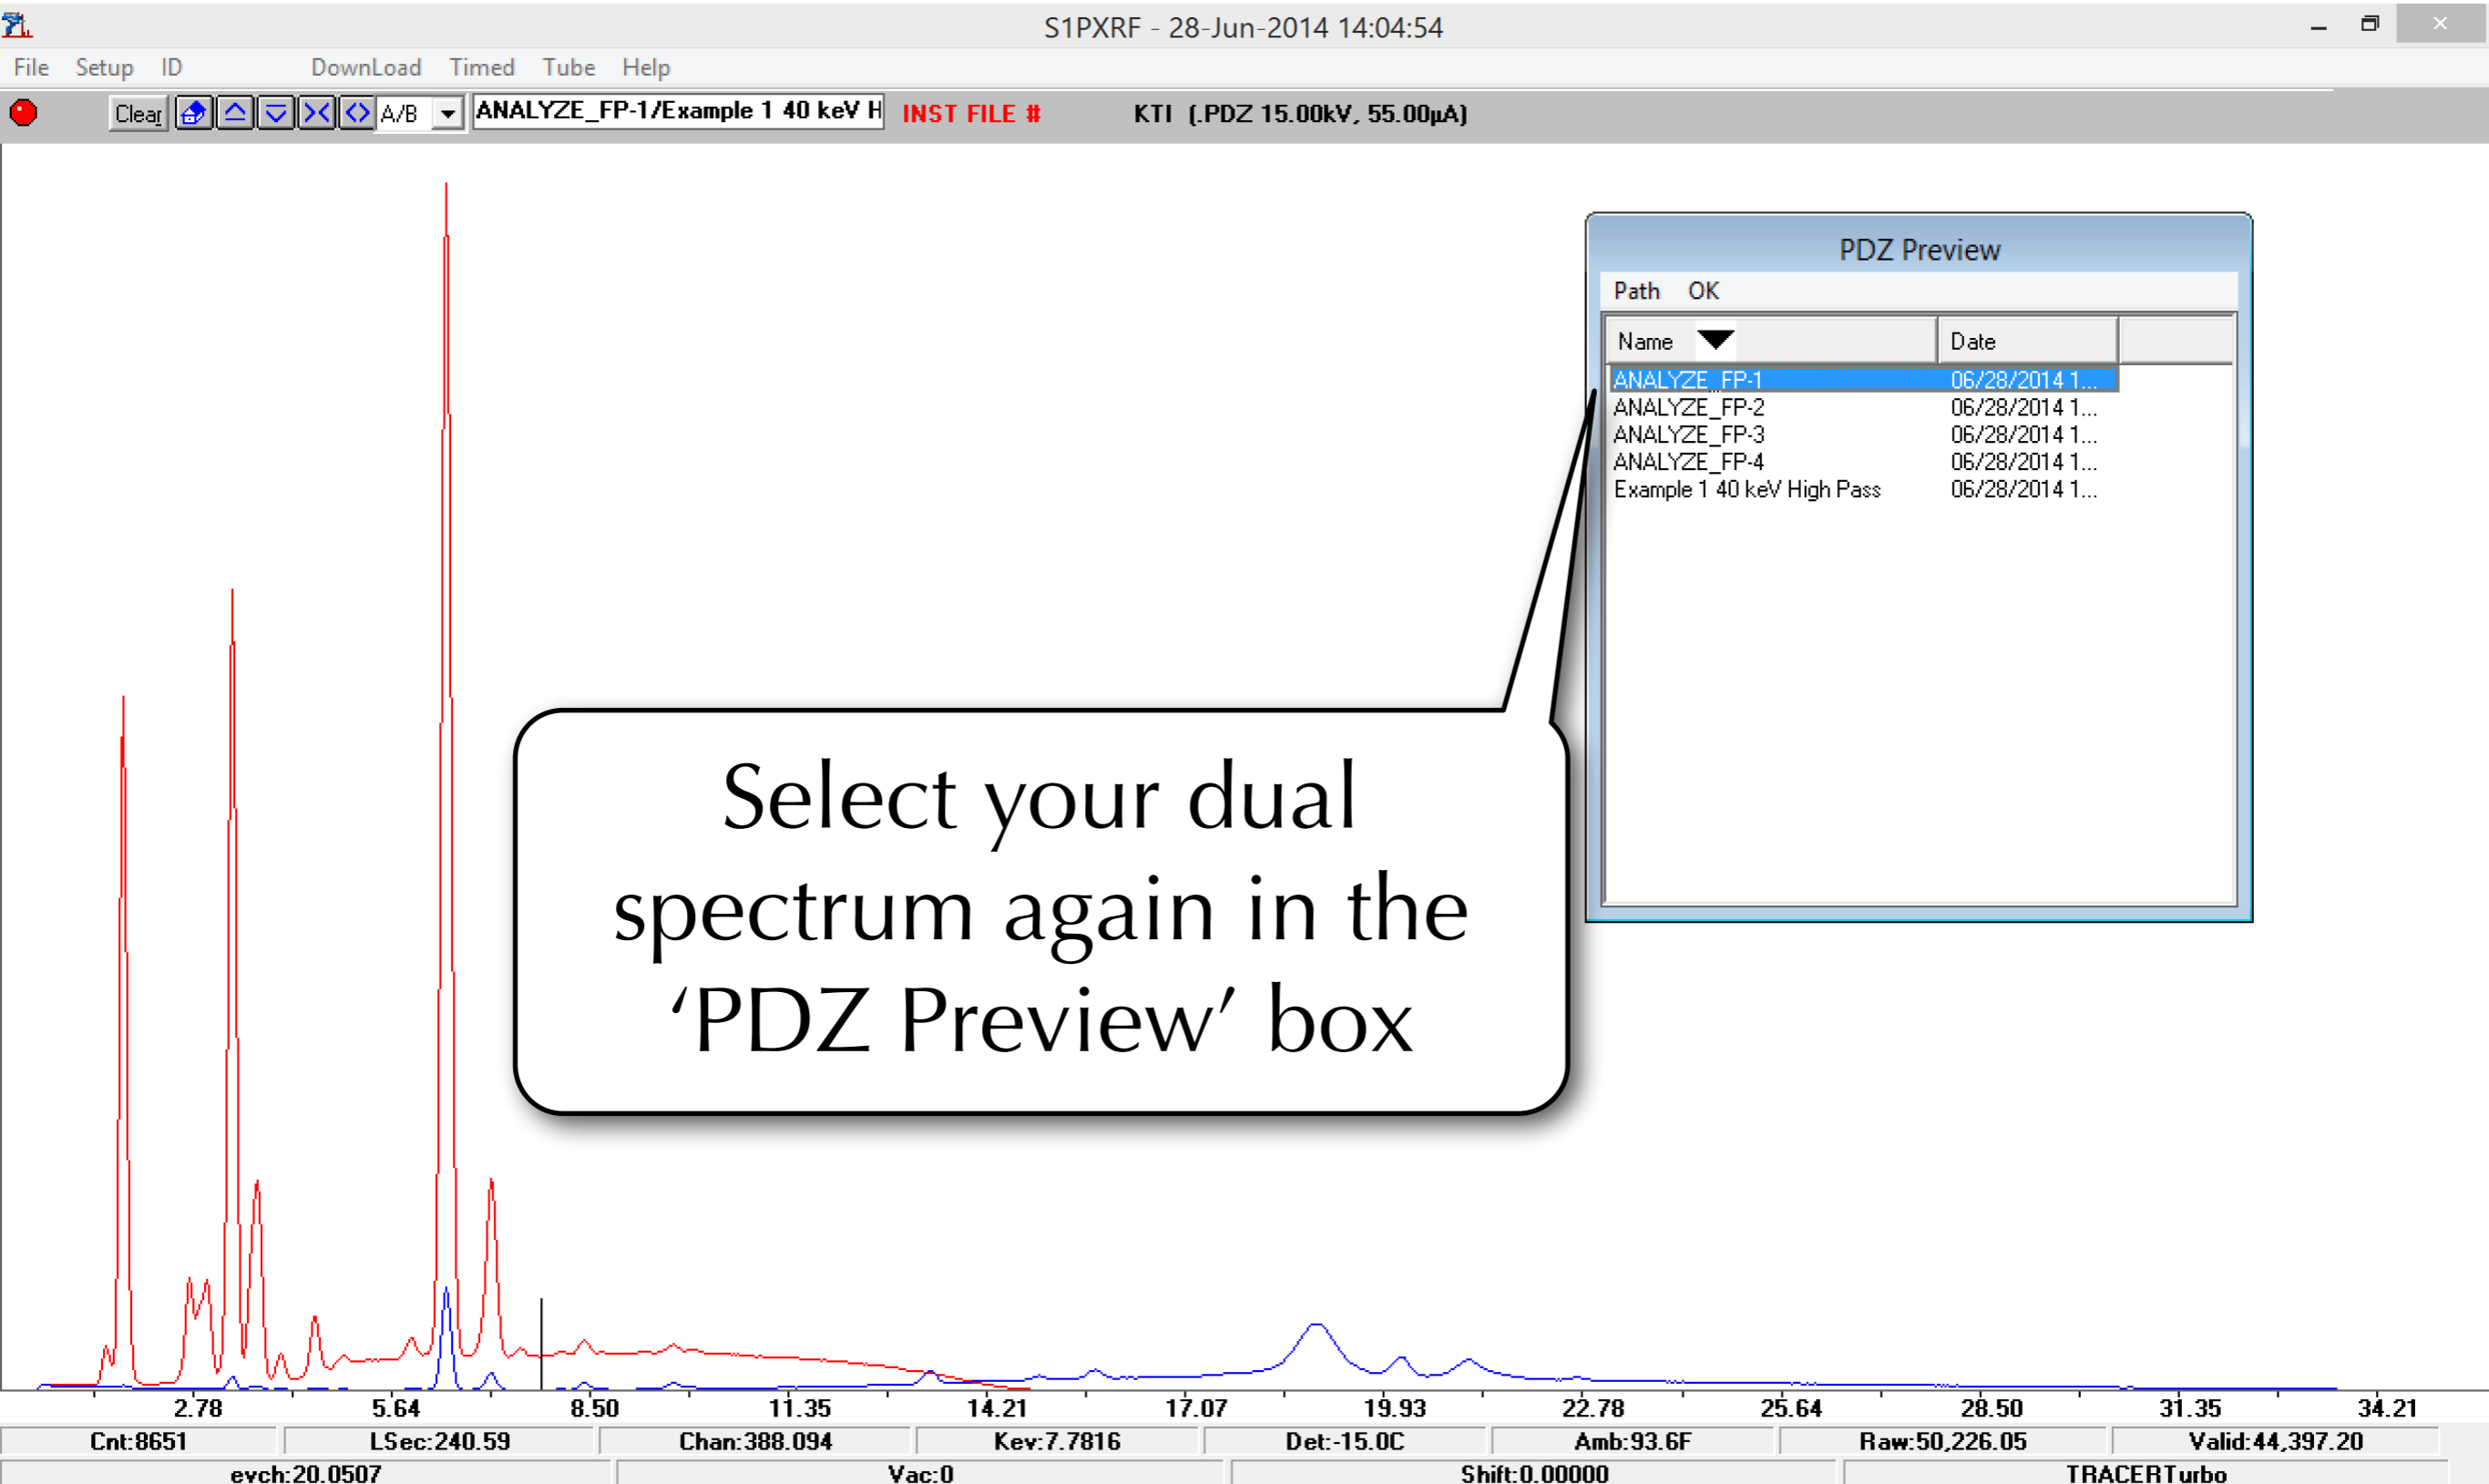 S1PXRF - 28-Jun-2014 14:04:54
File Setup ID DownLoad Timed Tube Help
Clear A/B ANALYZE_FP-1/Example 1 40 keV H INST FILE # KTI (.PDZ 15.00kV, 55.00µA)
PDZ Preview
Path OK
Name Date
ANALYZE_FP-1 06/28/2014 1...
ANALYZE_FP-2 06/28/2014 1...
ANALYZE_FP-3 06/28/2014 1...
ANALYZE_FP-4 06/28/2014 1...
Example 1 40 keV High Pass 06/28/2014 1...
Select your dual
spectrum again in the
‘PDZ Preview’ box
2.78 5.64 8.50 11.35 14.21 17.07 19.93 22.78 25.64 28.50 31.35 34.21
Cnt:8651 LSec:240.59 Chan:388.094 Kev:7.7816 Det:-15.0C Amb:93.6F Raw:50,226.05 Valid:44,397.20
evch:20.0507 Vac:0 Shift:0.00000 TRACERTurbo